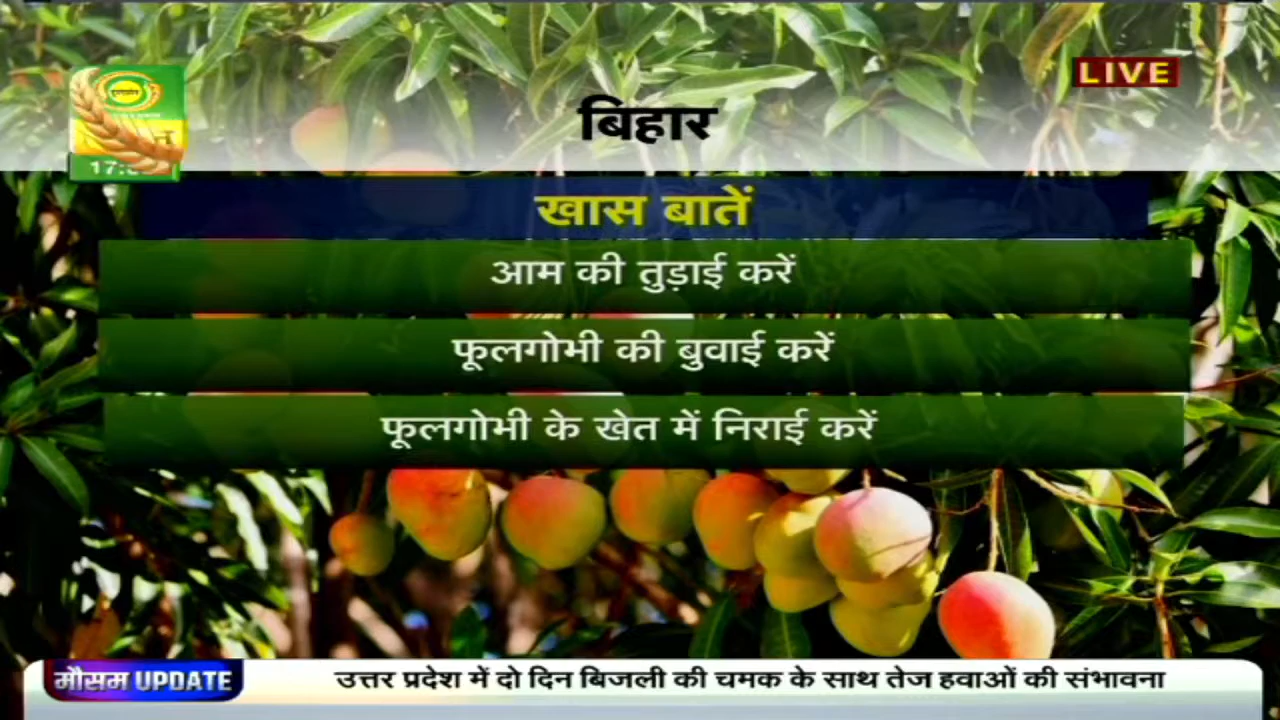 LIVE
बिहार
खास बातें
आम की तुड़ाई करें
फूलगोभी की बुवाई करें
फूलगोभी के खेत में निराई करें
मौसम UPDATE
उत्तर प्रदेश में दो दिन बिजली की चमक के साथ तेज हवाओं की संभावना